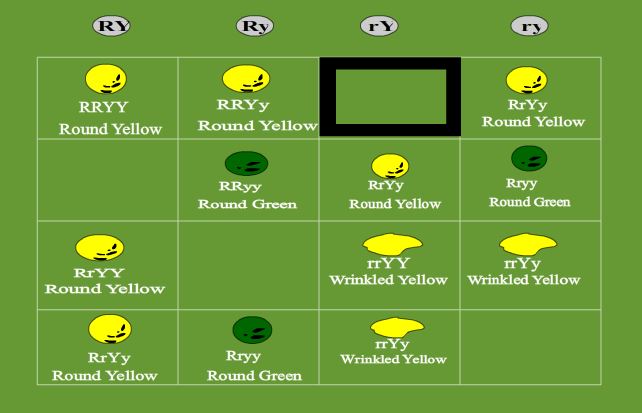 RY Ry rY ry
RRYY RRYy RrYy
Round Yellow Round Yellow Round Yellow
RRyy RrYy Rryy
Round Green Round Yellow Round Green
RrYY rrYY rrYy
Round Yellow Wrinkled Yellow Wrinkled Yellow
RrYy Rryy rrYy
Round Yellow Round Green Wrinkled Yellow